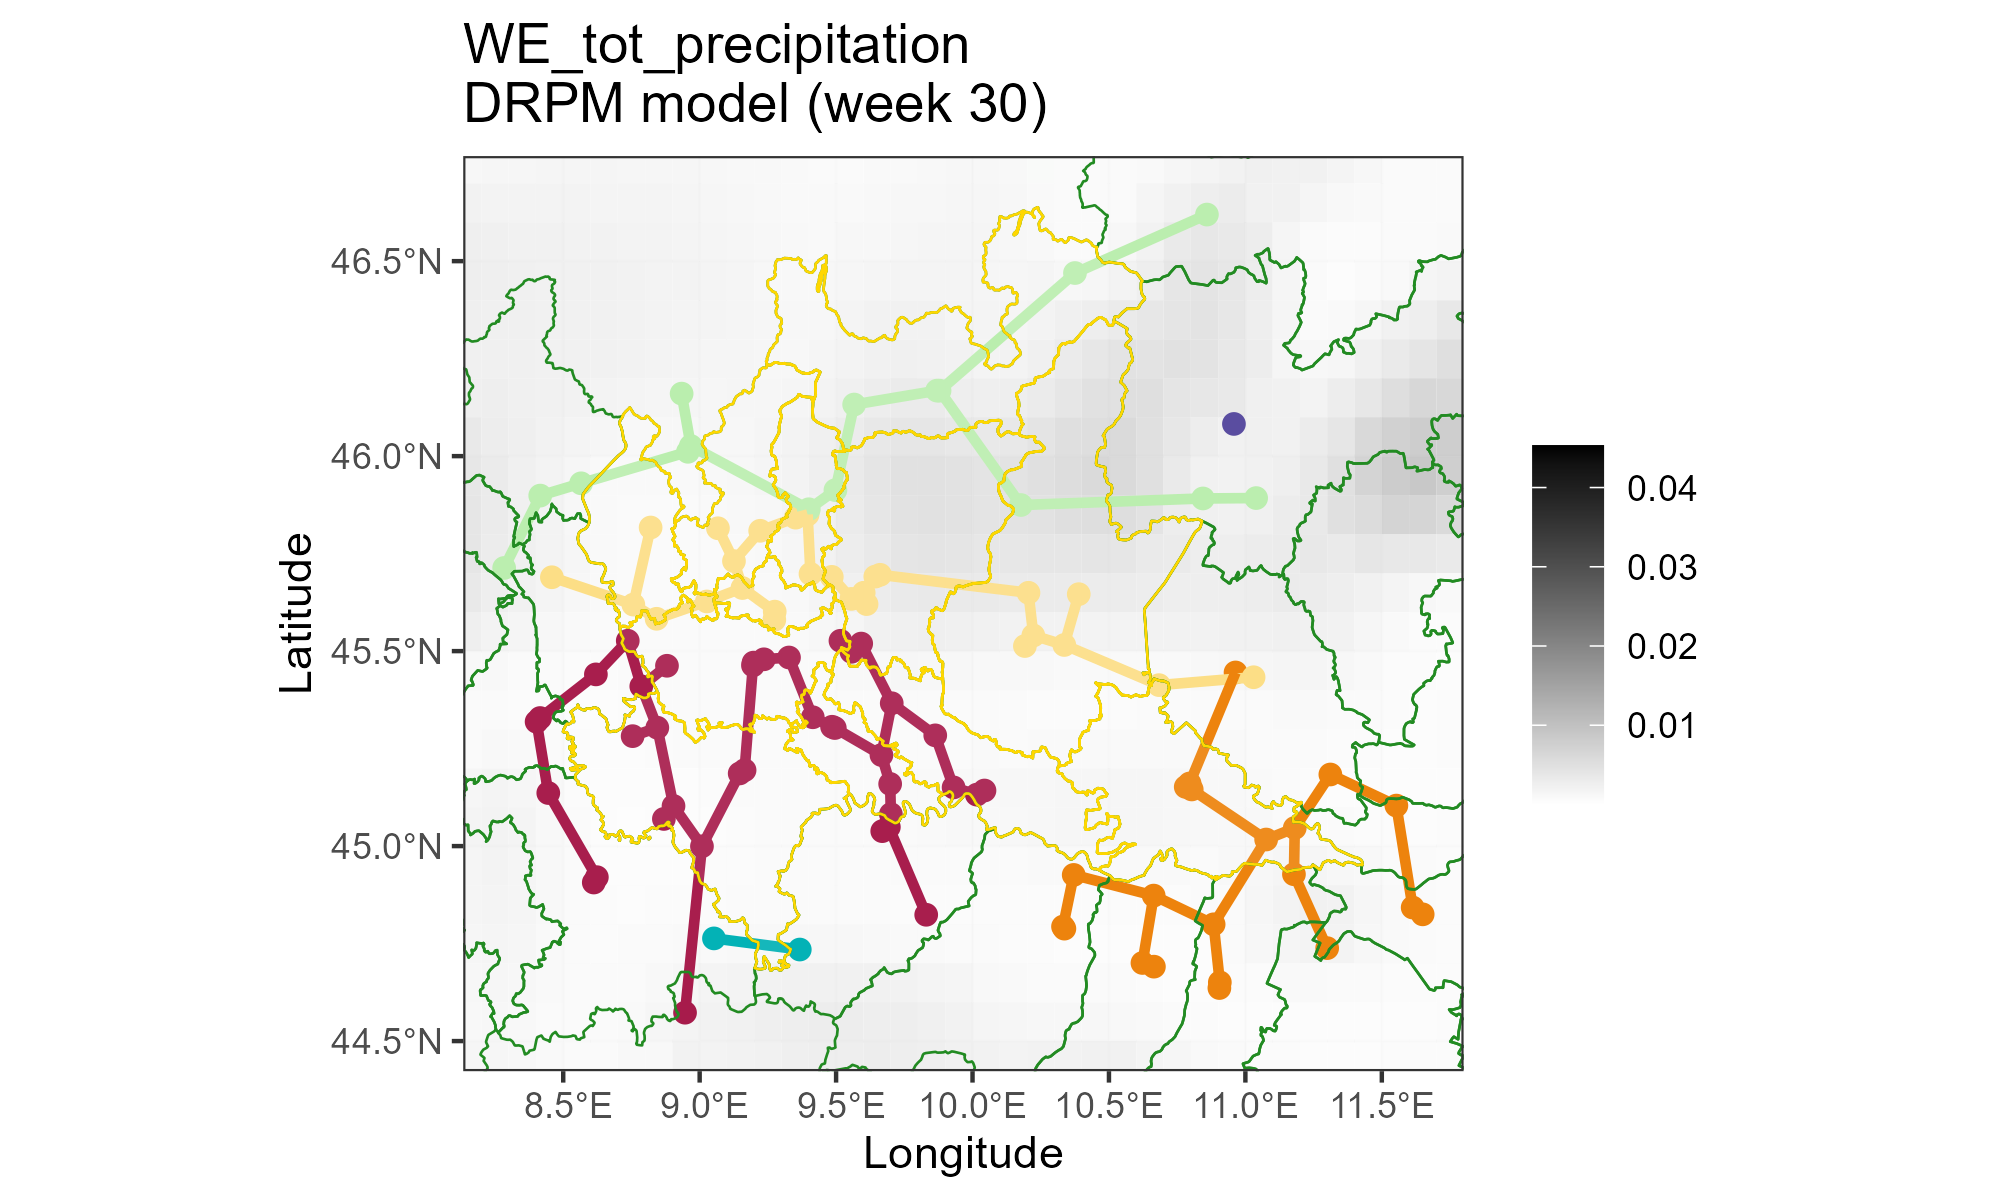 WE_tot_precipitation
DRPM model (week 30)
46.5°N
46.0°N
45.5°N
45.0°N
44.5°N
Latitude
8.5°E 9.0°E 9.5°E 10.0°E 10.5°E 11.0°E 11.5°E
Longitude
0.04
0.03
0.02
0.01